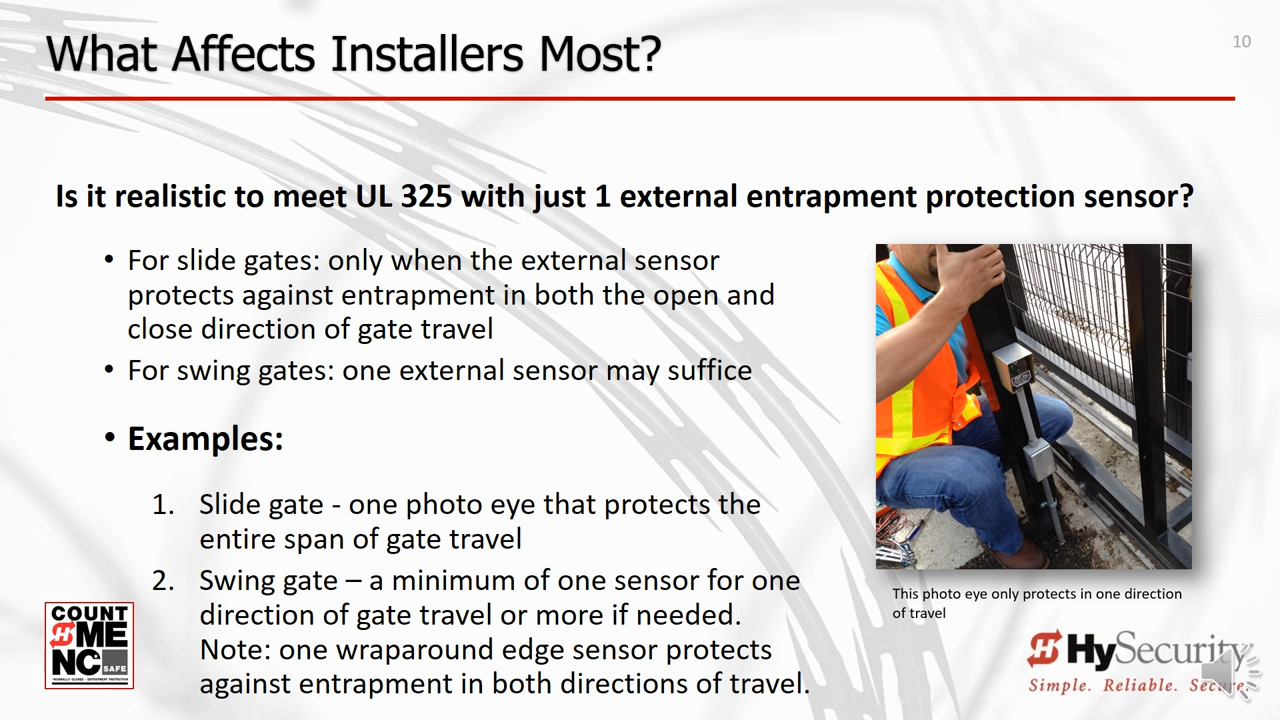 What Affects Installers Most?
10
Is it realistic to meet UL 325 with just 1 external entrapment protection sensor?
• For slide gates: only when the external sensor
protects against entrapment in both the open and
close direction of gate travel
• For swing gates: one external sensor may suffice
• Examples:
1. Slide gate - one photo eye that protects the
entire span of gate travel
2. Swing gate – a minimum of one sensor for one
direction of gate travel or more if needed.
Note: one wraparound edge sensor protects
against entrapment in both directions of travel.
This photo eye only protects in one direction
of travel
COUNT
ME
NC
SAFE
*NORMALLY CLOSED - ENTRAPMENT PROTECTION
HySecurity
Simple. Reliable. Secure.